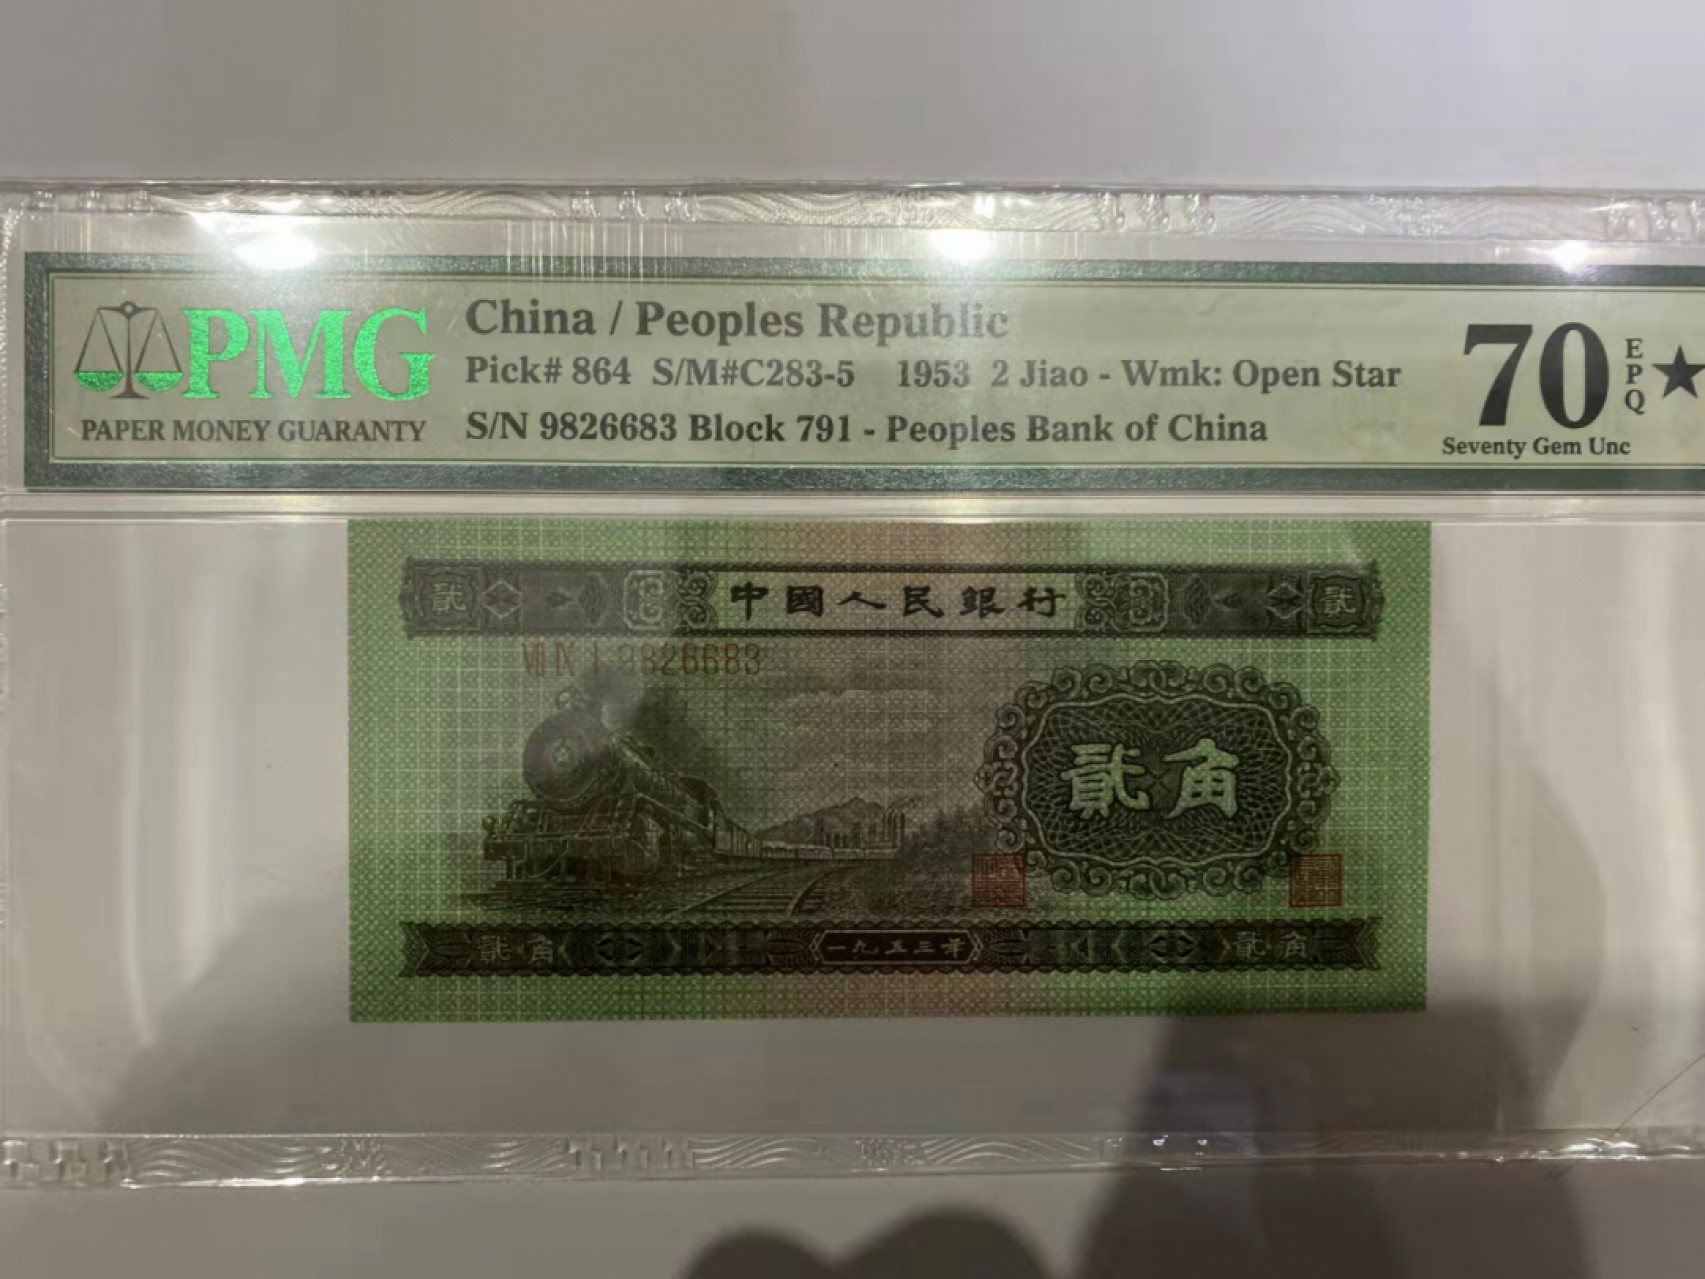 PMG
PAPER MONEY GUARANTY
China / Peoples Republic
Pick# 864 S/M#C283-5 1953 2 Jiao - Wmk: Open Star
S/N 9826683 Block 791 - Peoples Bank of China
70 EPQ ★
Seventy Gem Unc
貳 中國人民銀行 貳
VII IX I 9826683
貳角
貳角 一九五三年 貳角